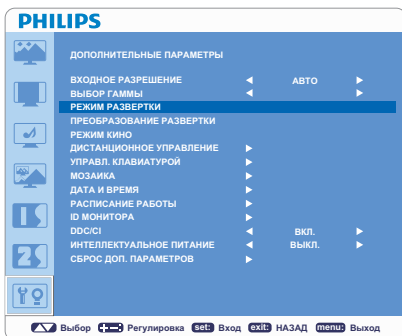 PHILIPS
ДОПОЛНИТЕЛЬНЫЕ ПАРАМЕТРЫ
ВХОДНОЕ РАЗРЕШЕНИЕ АВТО
ВЫБОР ГАММЫ
РЕЖИМ РАЗВЕРТКИ
ПРЕОБРАЗОВАНИЕ РАЗВЕРТКИ
РЕЖИМ КИНО
ДИСТАНЦИОННОЕ УПРАВЛЕНИЕ
УПРАВЛ. КЛАВИАТУРОЙ
МОЗАИКА
ДАТА И ВРЕМЯ
РАСПИСАНИЕ РАБОТЫ
ID МОНИТОРА
DDC/CI ВКЛ.
ИНТЕЛЛЕКТУАЛЬНОЕ ПИТАНИЕ ВЫКЛ.
СБРОС ДОП. ПАРАМЕТРОВ
1
2
Выбор Регулировка set: Вход exit: НАЗАД menu: Выход